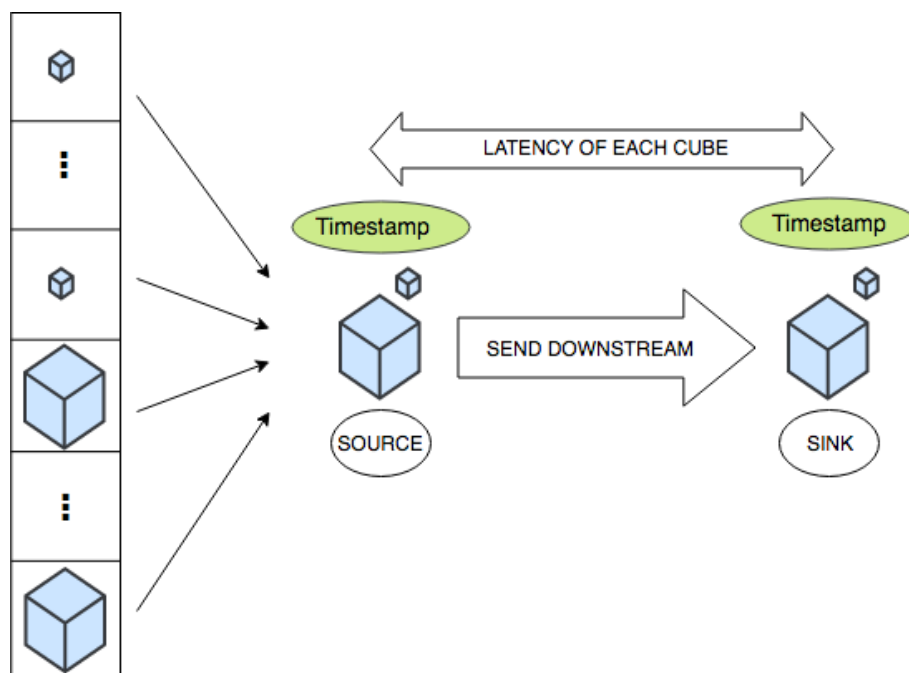 LATENCY OF EACH CUBE
Timestamp
Timestamp
SEND DOWNSTREAM
SOURCE
SINK